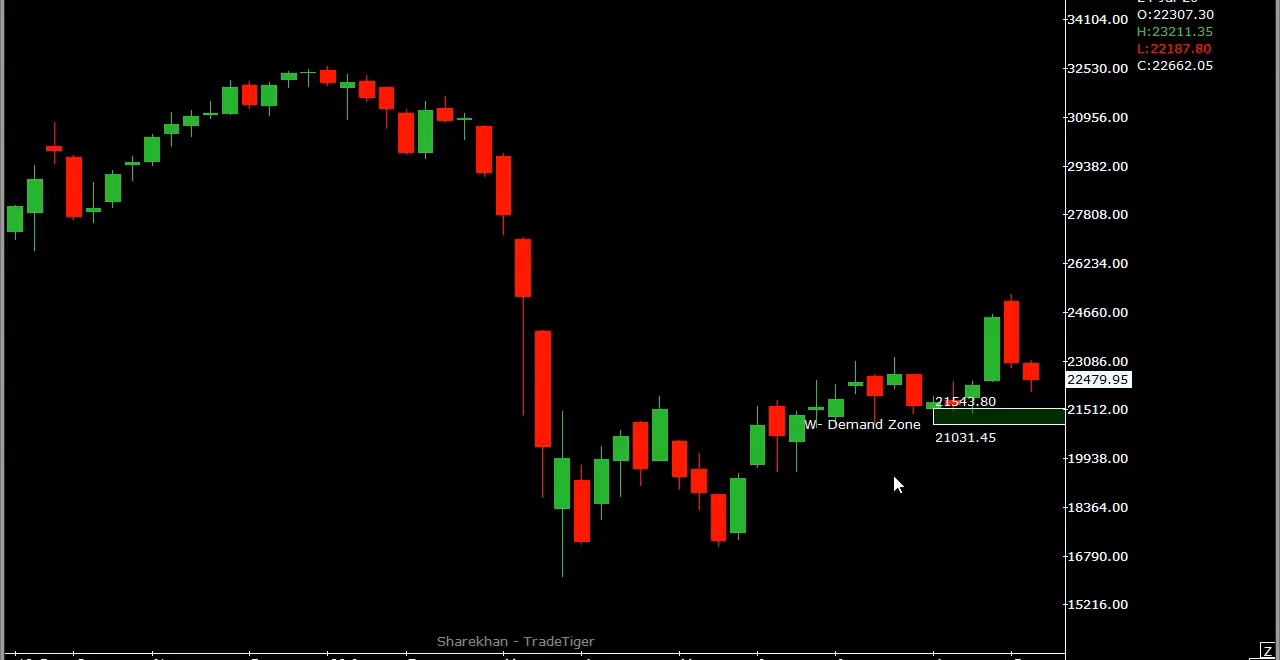 34104.00
O:22307.30
H:23211.35
L:22187.80
C:22662.05
32530.00
30956.00
29382.00
27808.00
26234.00
24660.00
23086.00
22479.95
21543.80
21512.00
W- Demand Zone
21031.45
19938.00
18364.00
16790.00
15216.00
Sharekhan - TradeTiger
Z